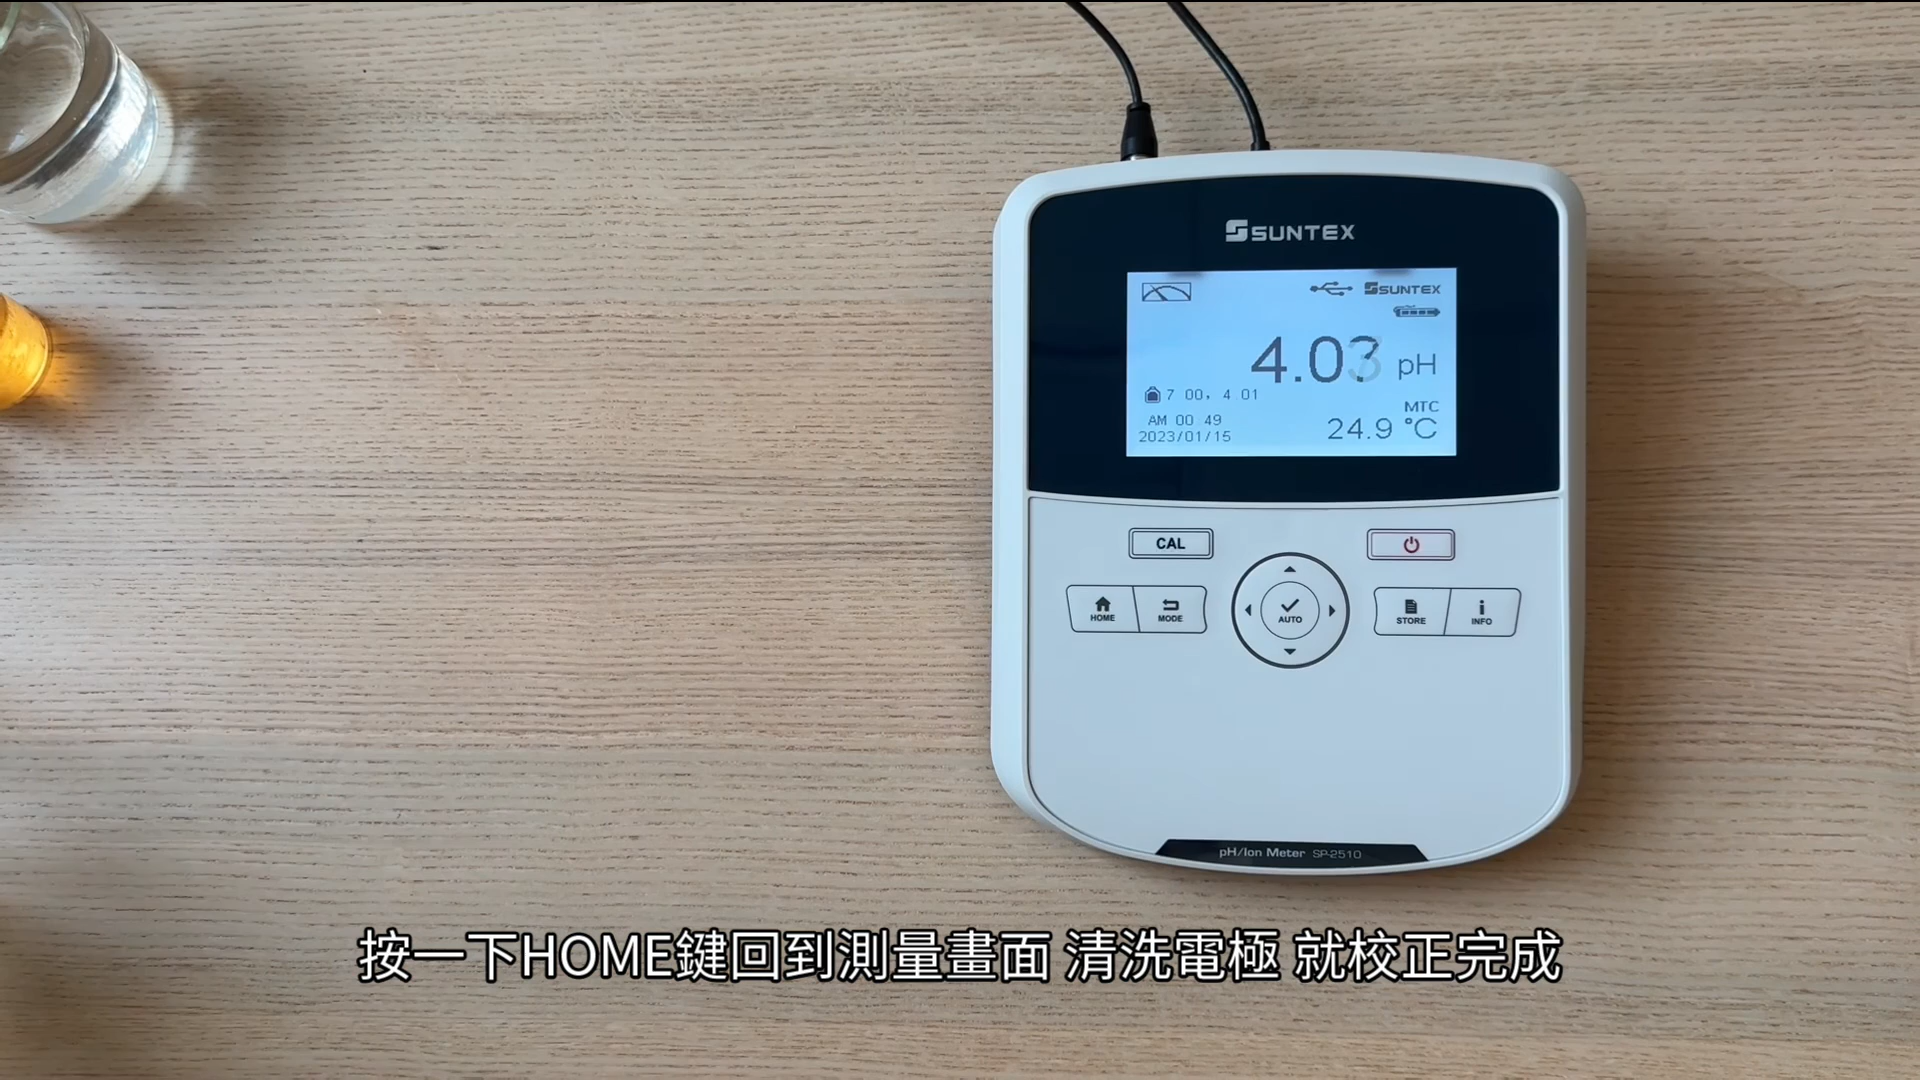 SUNTEX
SUNTEX
4.0 pH
7 00, 4 01
MTC
AM 00 49
24.9 °C
2023/01/15
CAL
HOME
MODE
AUTO
STORE
INFO
pH/Ion Meter SP-2510
按一下HOME鍵回到測量畫面 清洗電極 就校正完成